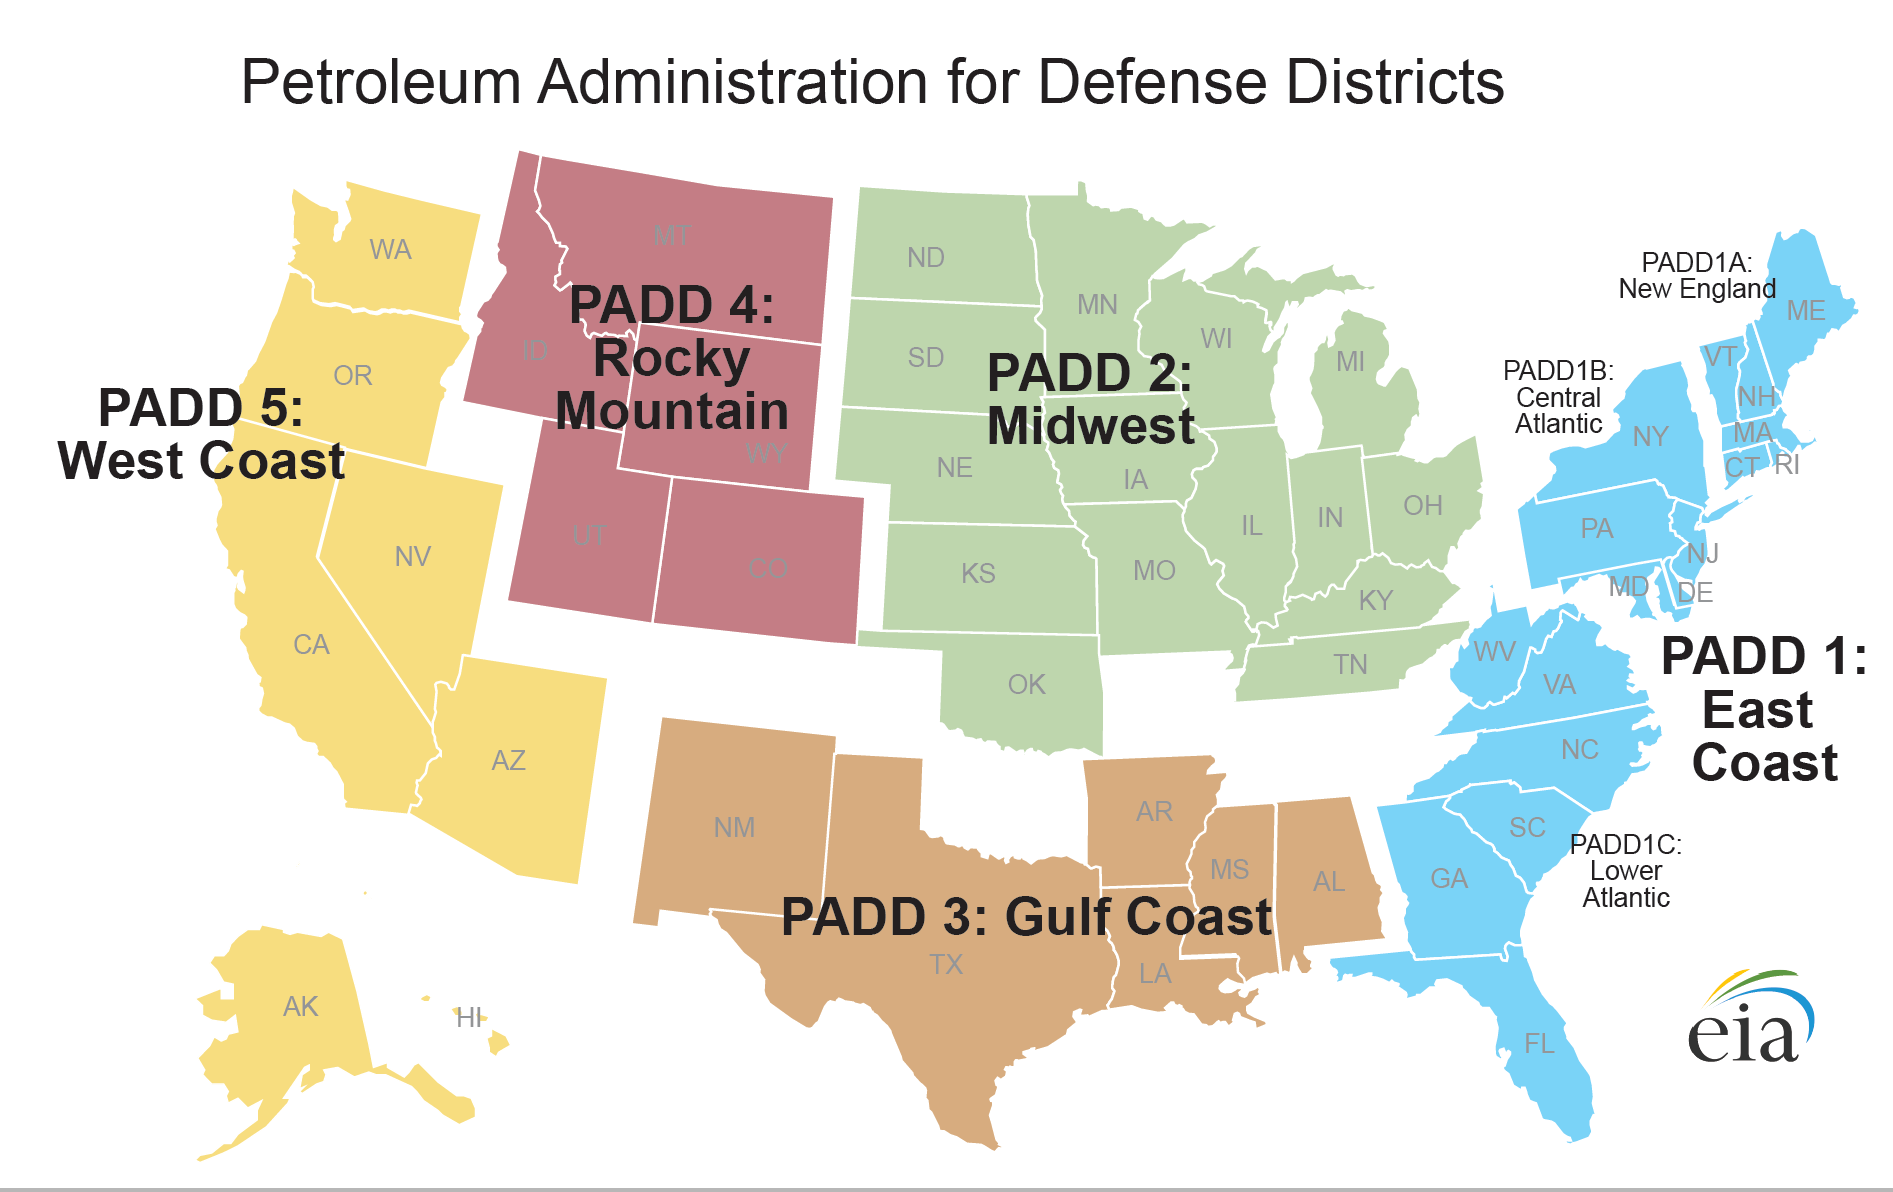 Petroleum Administration for Defense Districts
PADD 5:
West Coast
WA
OR
CA
NV
AZ
AK
HI
PADD 4:
Rocky
Mountain
MT
ID
WY
UT
CO
PADD 2:
Midwest
ND
SD
NE
KS
OK
MN
IA
MO
WI
IL
IN
MI
OH
KY
TN
PADD 3: Gulf Coast
NM
TX
AR
LA
MS
AL
PADD 1:
East
Coast
PADD1A:
New England
ME
VT
NH
MA
CT
RI
PADD1B:
Central
Atlantic
NY
PA
NJ
MD
DE
PADD1C:
Lower
Atlantic
WV
VA
NC
SC
GA
FL
eia